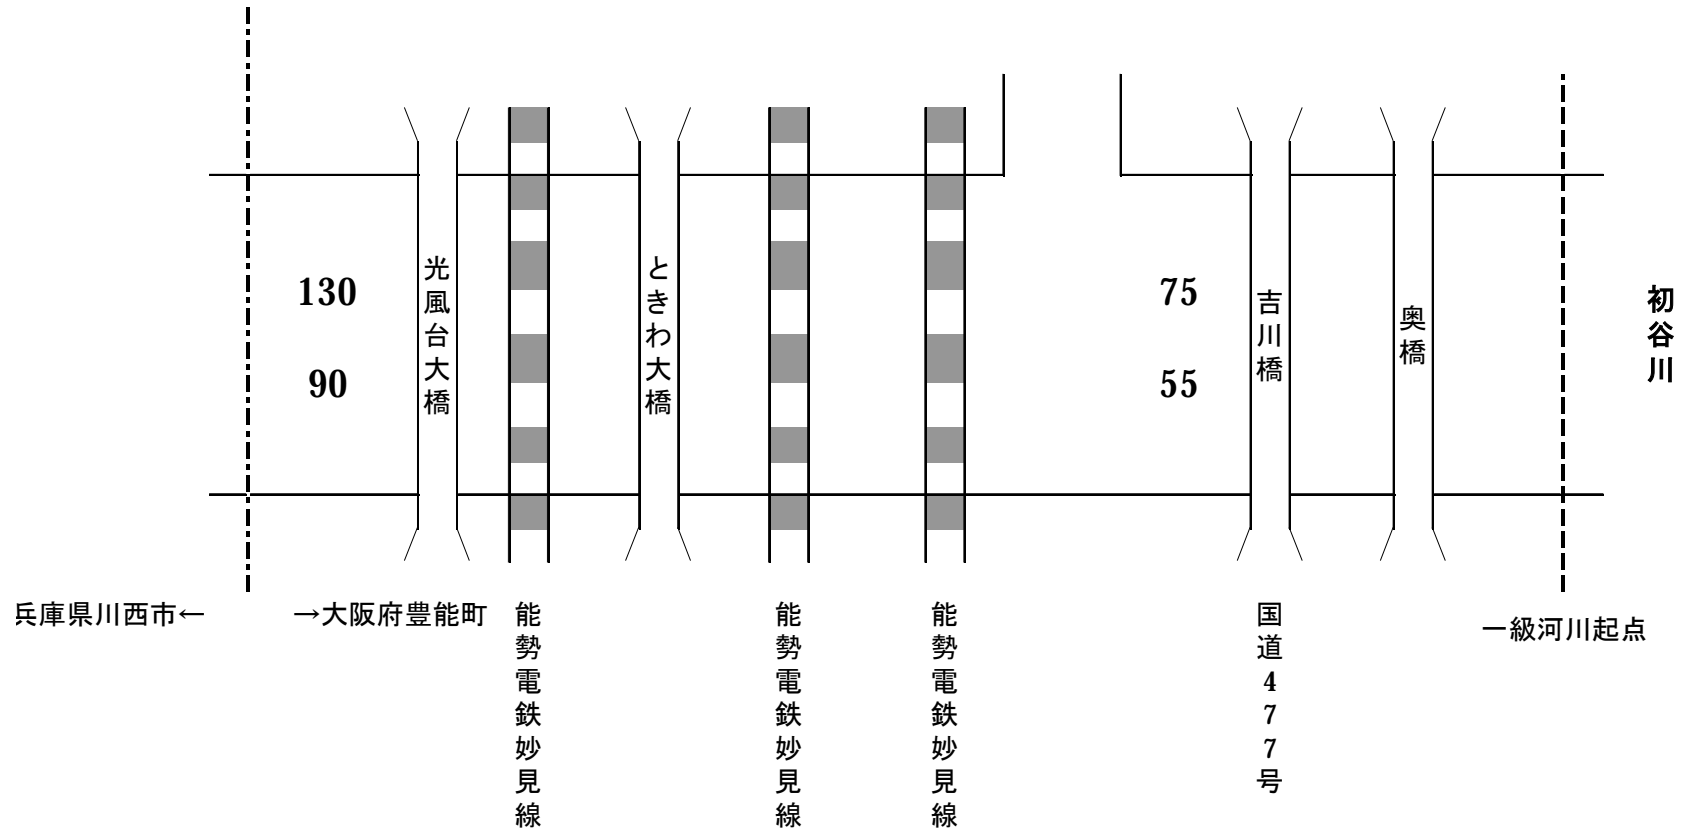 130
90
光風台大橋
ときわ大橋
75
55
吉川橋
奥橋
初谷川
兵庫県川西市←
→大阪府豊能町
能勢電鉄妙見線
能勢電鉄妙見線
能勢電鉄妙見線
国道477号
一級河川起点